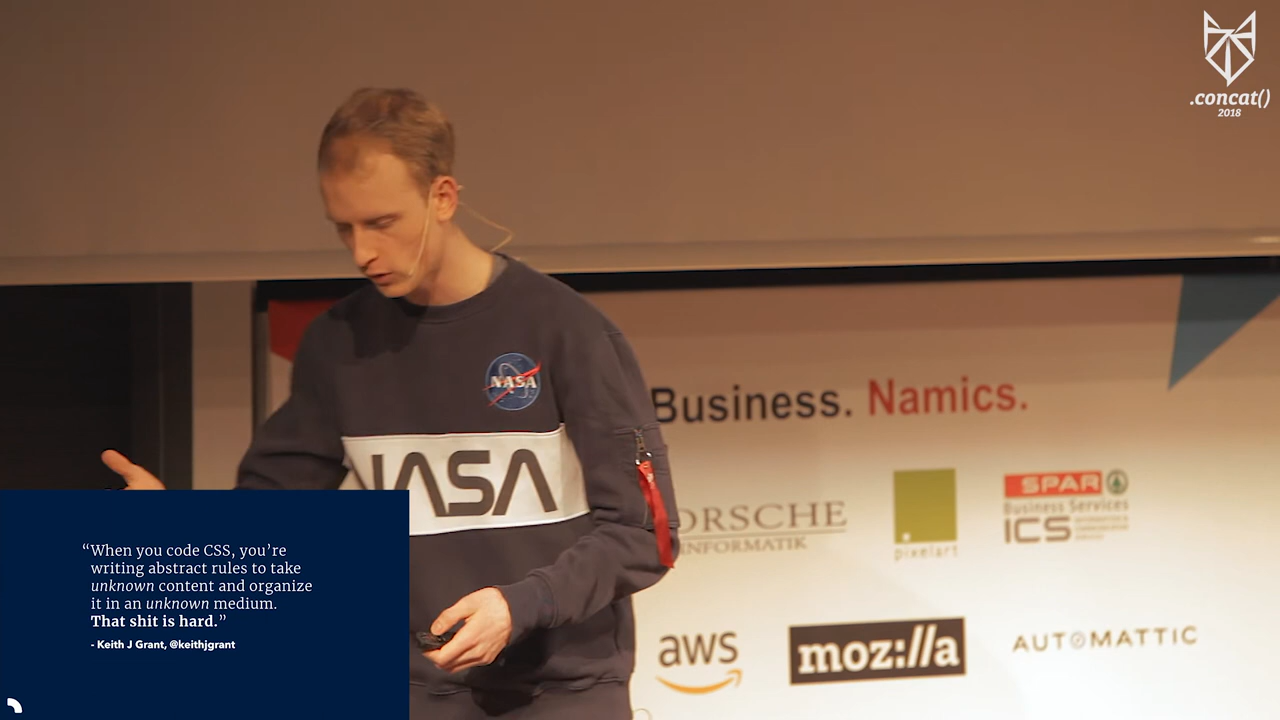 .concat()
2018
NASA
NASA
Business. Namics.
INFORMATIK
pixelart
SPAR
Business Services
ICS
aws
moz://a
AUTOMATTIC
“When you code CSS, you’re
writing abstract rules to take
unknown content and organize
it in an unknown medium.
That shit is hard.”
- Keith J Grant, @keithjgrant